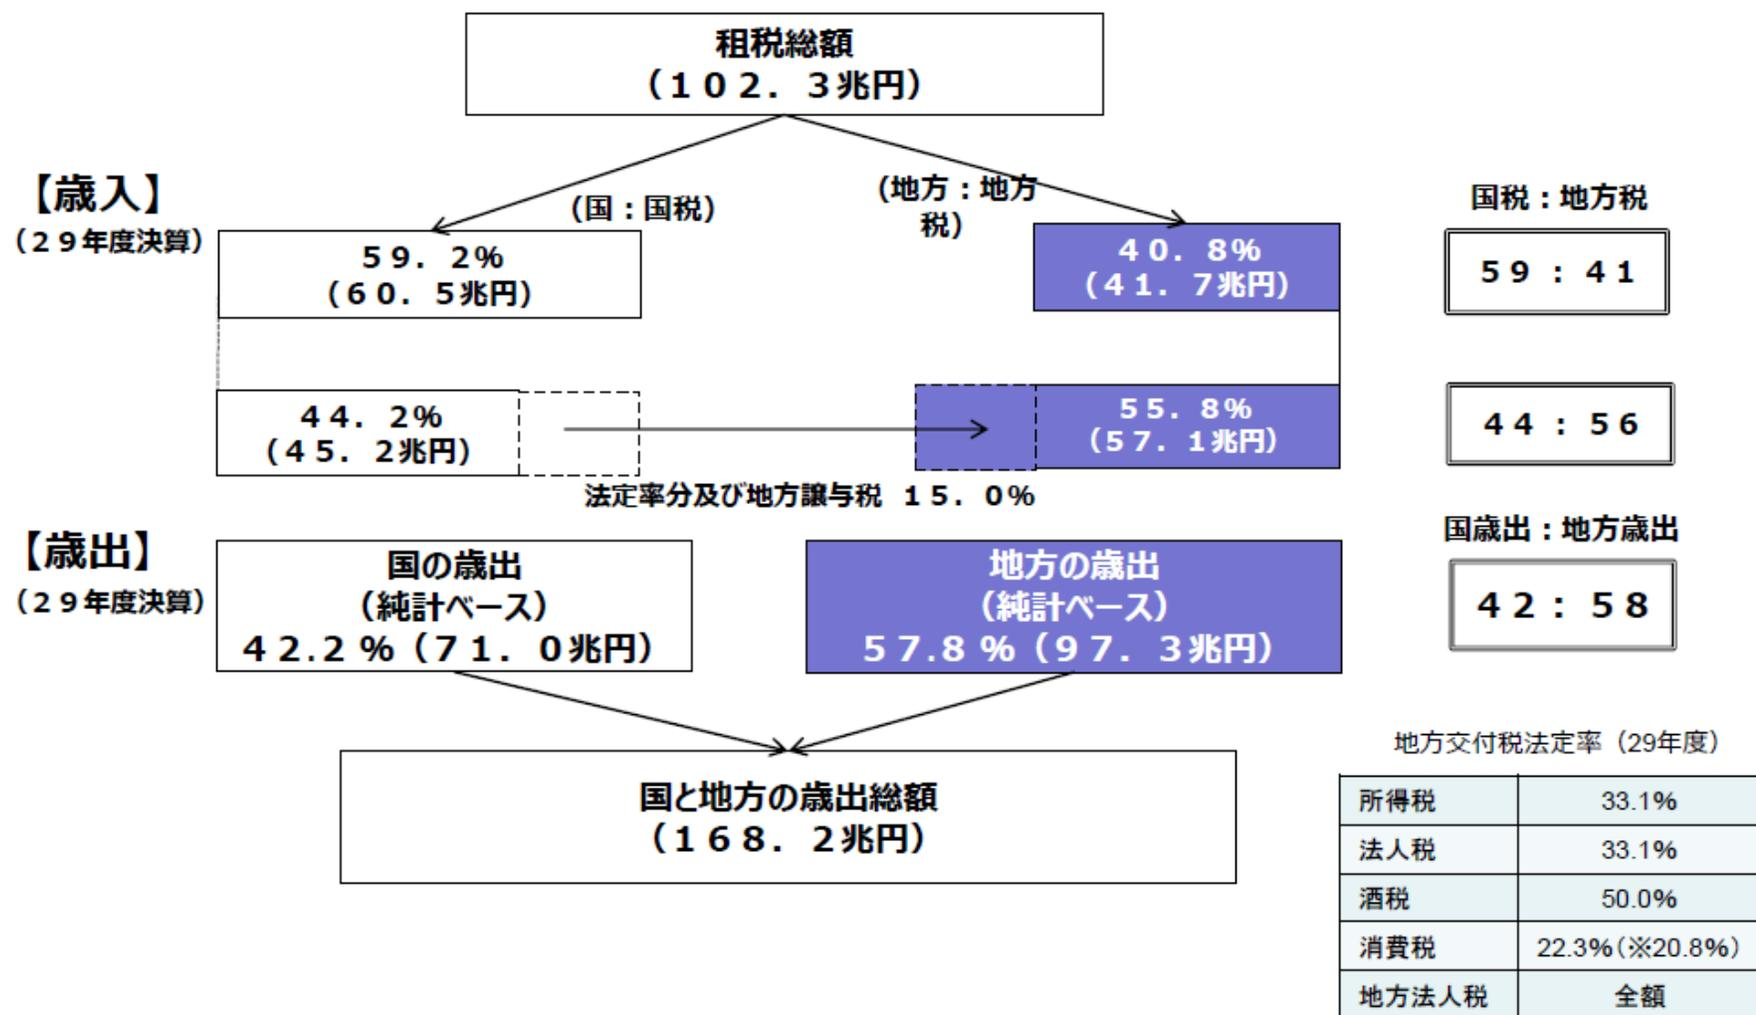 租税総額
（１０２．３兆円）
【歳入】
（２９年度決算）
(国：国税)
(地方：地方
税)
国税：地方税
５９．２%
（６０．５兆円）
４０．８%
（４１．７兆円）
５９：４１
４４．２%
（４５．２兆円）
５５．８%
（５７．１兆円）
４４：５６
法定率分及び地方譲与税 １５．０%
【歳出】
（２９年度決算）
国の歳出
（純計ベース）
４２.２％（７１．０兆円）
地方の歳出
（純計ベース）
５７.８％（９７．３兆円）
国歳出：地方歳出
４２：５８
国と地方の歳出総額
（１６８．２兆円）
地方交付税法定率（29年度）
所得税 33.1%
法人税 33.1%
酒税 50.0%
消費税 22.3%(※20.8%)
地方法人税 全額